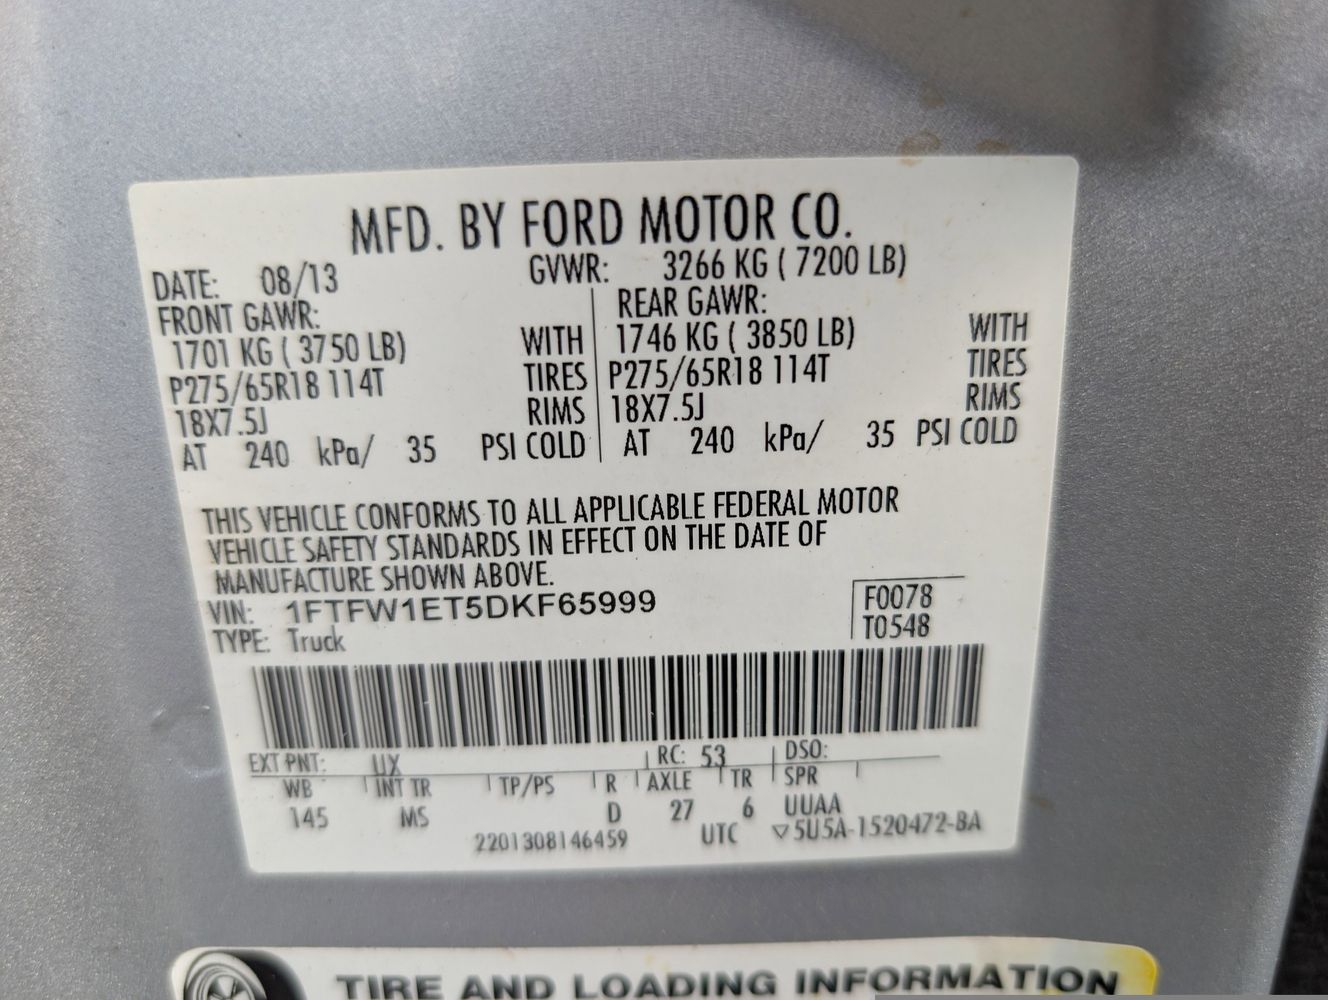 MFD. BY FORD MOTOR CO.
DATE: 08/13 GVWR: 3266 KG ( 7200 LB)
FRONT GAWR: REAR GAWR:
1701 KG ( 3750 LB) WITH 1746 KG ( 3850 LB) WITH
P275/65R18 114T TIRES P275/65R18 114T TIRES
18X7.5J RIMS 18X7.5J RIMS
AT 240 kPa/ 35 PSI COLD AT 240 kPa/ 35 PSI COLD
THIS VEHICLE CONFORMS TO ALL APPLICABLE FEDERAL MOTOR
VEHICLE SAFETY STANDARDS IN EFFECT ON THE DATE OF
MANUFACTURE SHOWN ABOVE.
VIN: 1FTFW1ET5DKF65999 F0078
TYPE: Truck T0548
EXT PNT: UX RC: 53 DSO:
WB INT TR TP/PS R AXLE TR SPR
145 MS D 27 6 UUAA
2201308146459 UTC ▽5U5A-1520472-BA
TIRE AND LOADING INFORMATION